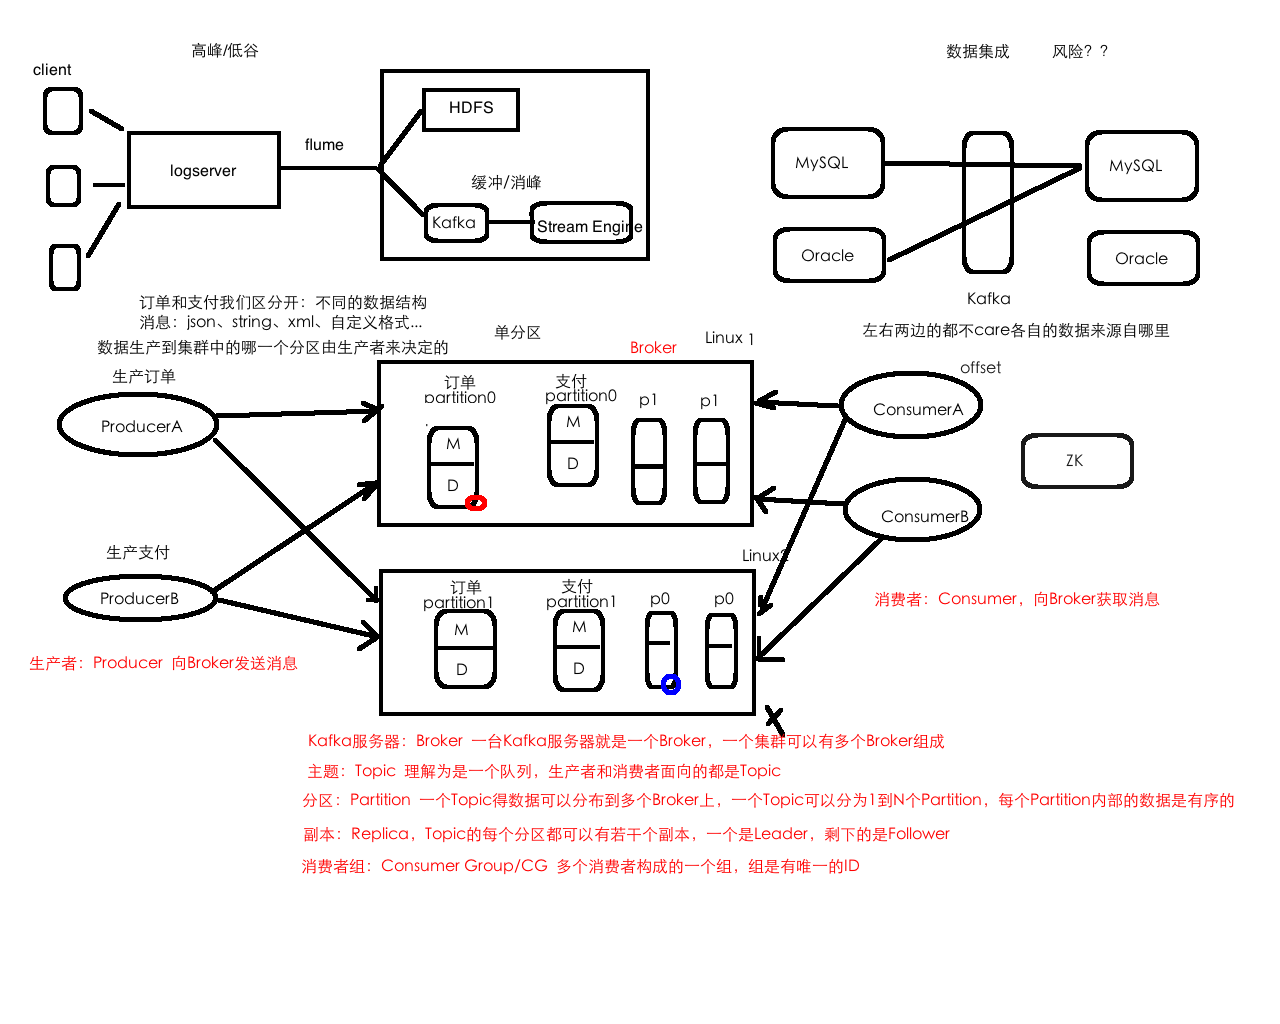 高峰/低谷
client
logserver
flume
HDFS
缓冲/消峰
Kafka
Stream Engine
数据集成
风险？？
MySQL
MySQL
Oracle
Oracle
Kafka
左右两边的都不care各自的数据来源自哪里
订单和支付我们区分开：不同的数据结构
消息：json、string、xml、自定义格式...
数据生产到集群中的哪一个分区由生产者来决定的
单分区
Broker
Linux 1
生产订单
ProducerA
订单
partition0
M
D
支付
partition0
M
D
p1
p1
offset
ConsumerA
ZK
ConsumerB
生产支付
ProducerB
Linux2
订单
partition1
M
D
支付
partition1
M
D
p0
p0
消费者：Consumer，向Broker获取消息
生产者：Producer 向Broker发送消息
X
Kafka服务器：Broker 一台Kafka服务器就是一个Broker，一个集群可以有多个Broker组成
主题：Topic 理解为是一个队列，生产者和消费者面向的都是Topic
分区：Partition 一个Topic得数据可以分布到多个Broker上，一个Topic可以分为1到N个Partition，每个Partition内部的数据是有序的
副本：Replica，Topic的每个分区都可以有若干个副本，一个是Leader，剩下的是Follower
消费者组：Consumer Group/CG 多个消费者构成的一个组，组是有唯一的ID